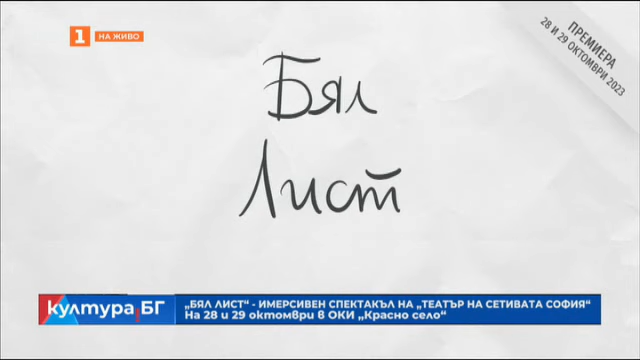 1 НА ЖИВО
ПРЕМИЕРА
28 И 29 ОКТОМВРИ 2023
Бял
Лист
култура.БГ
„БЯЛ ЛИСТ“ - ИМЕРСИВЕН СПЕКТАКЪЛ НА „ТЕАТЪР НА СЕТИВАТА СОФИЯ“
На 28 и 29 октомври в ОКИ „Красно село“